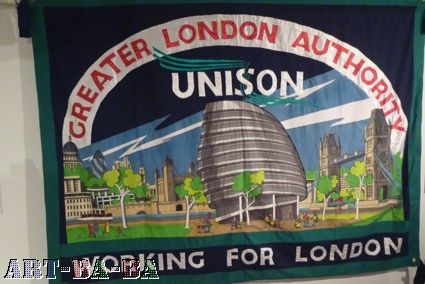 GREATER LONDON AUTHORITY
UNISON
WORKING FOR LONDON
ART-BA-BA